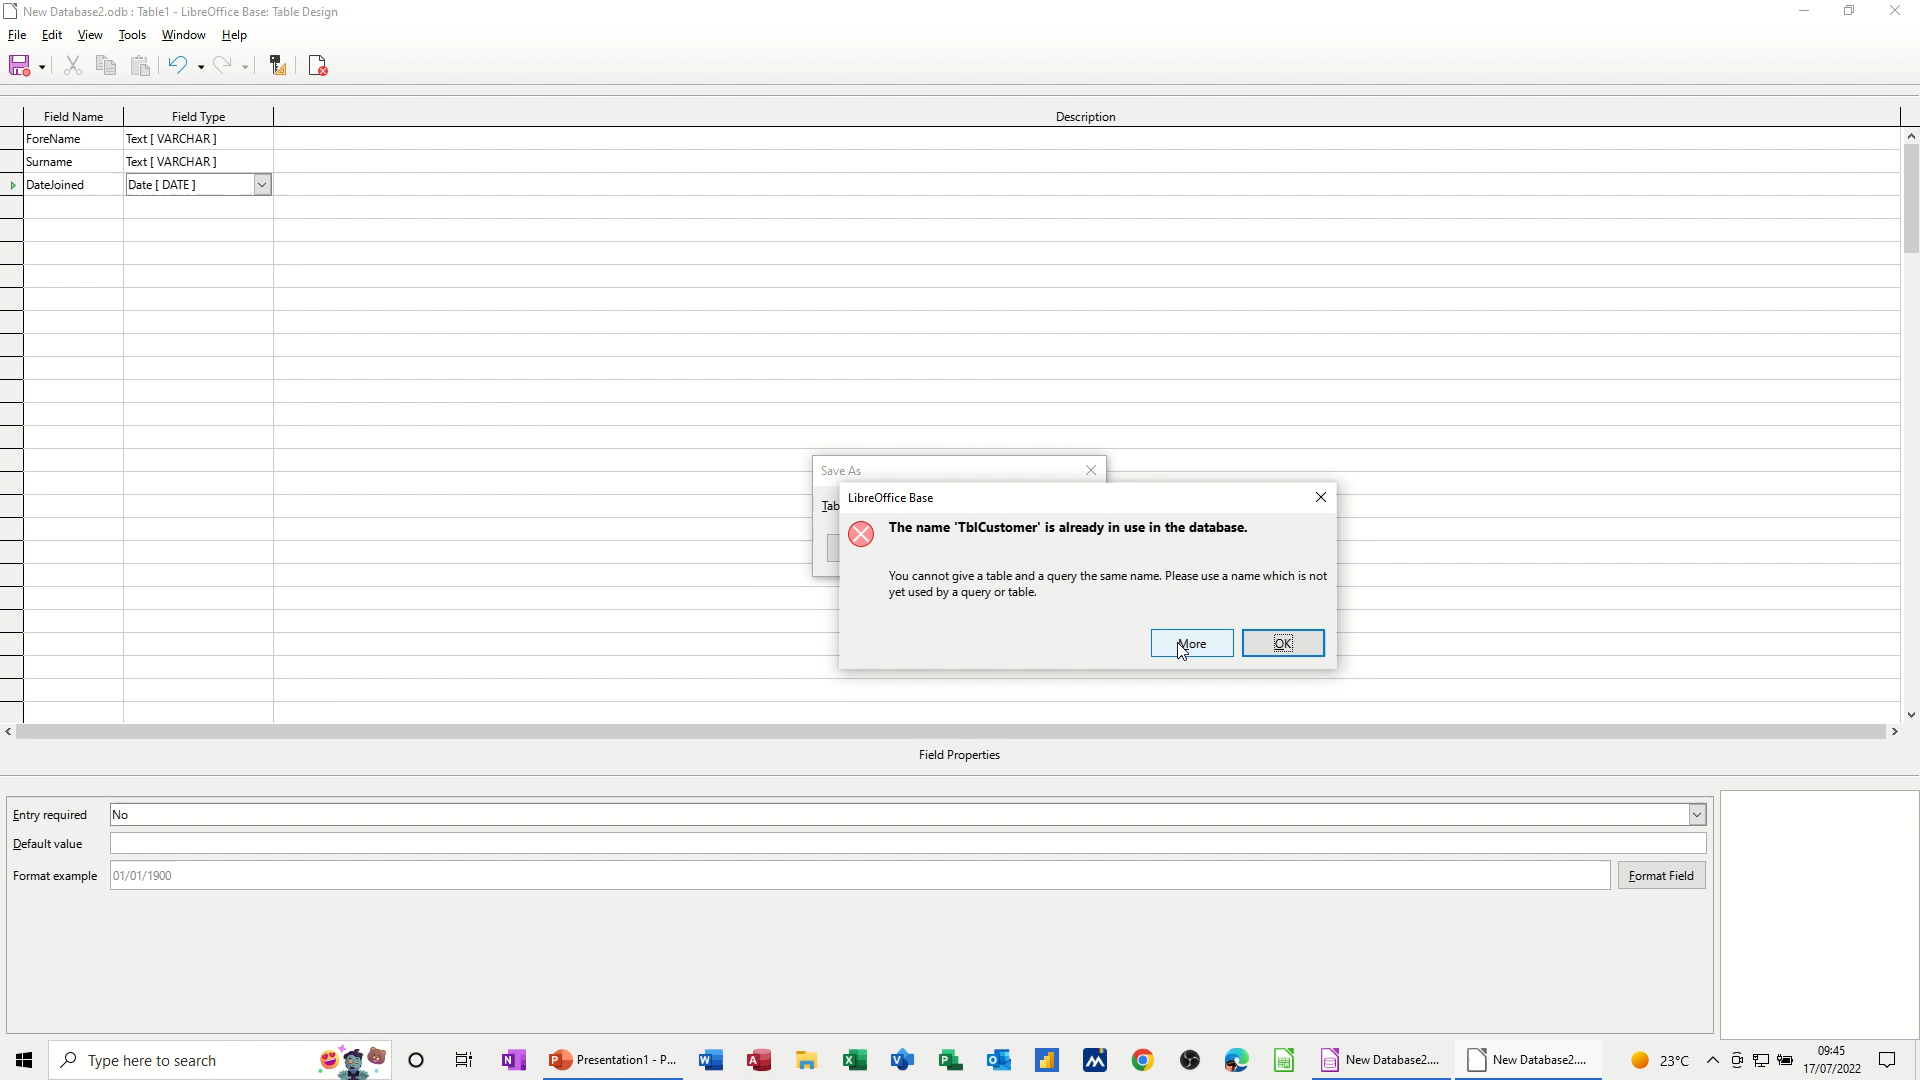 New Database2.odb : Table1 - LibreOffice Base: Table Design
File Edit View Tools Window Help
Field Name Field Type Description
ForeName Text [ VARCHAR ]
Surname Text [ VARCHAR ]
DateJoined Date [ DATE ]
Save As
Tab
LibreOffice Base
The name 'TblCustomer' is already in use in the database.
You cannot give a table and a query the same name. Please use a name which is not
yet used by a query or table.
More OK
Field Properties
Entry required No
Default value
Format example 01/01/1900 Format Field
Type here to search Presentation1 - P... New Database2.... New Database2.... 23°C 09:45
17/07/2022